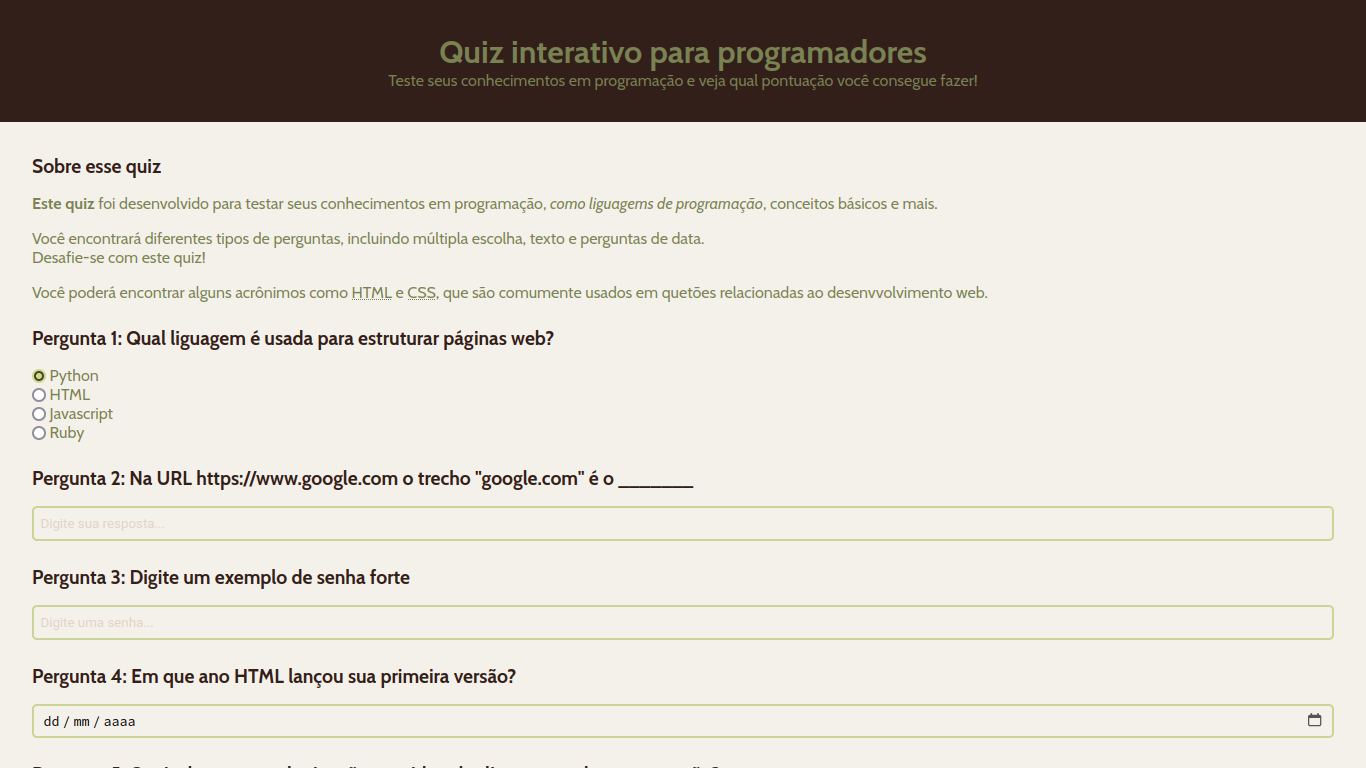 Quiz interativo para programadores
Teste seus conhecimentos em programação e veja qual pontuação você consegue fazer!
Sobre esse quiz
Este quiz foi desenvolvido para testar seus conhecimentos em programação, como liguagems de programação, conceitos básicos e mais.
Você encontrará diferentes tipos de perguntas, incluindo múltipla escolha, texto e perguntas de data.
Desafie-se com este quiz!
Você poderá encontrar alguns acrônimos como HTML e CSS, que são comumente usados em quetões relacionadas ao desenvvolvimento web.
Pergunta 1: Qual liguagem é usada para estruturar páginas web?
Python
HTML
Javascript
Ruby
Pergunta 2: Na URL https://www.google.com o trecho "google.com" é o _______
Digite sua resposta...
Pergunta 3: Digite um exemplo de senha forte
Digite uma senha...
Pergunta 4: Em que ano HTML lançou sua primeira versão?
dd / mm / aaaa